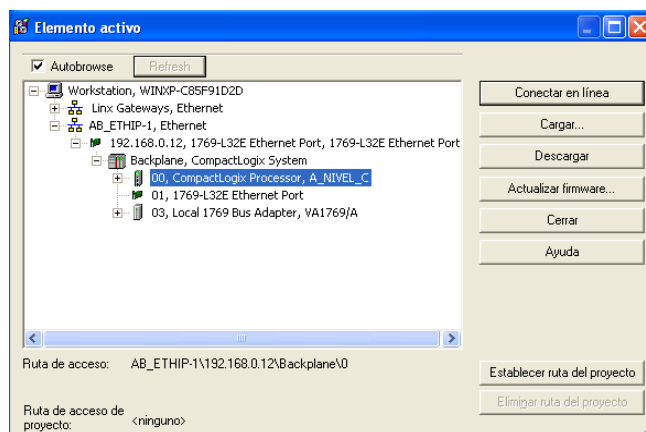 Elemento activo
Autobrowse
Refresh
Workstation, WINXP-C85F91D2D
Linx Gateways, Ethernet
AB_ETHIP-1, Ethernet
192.168.0.12, 1769-L32E Ethernet Port, 1769-L32E Ethernet Port
Backplane, CompactLogix System
00, CompactLogix Processor, A_NIVEL_C
01, 1769-L32E Ethernet Port
03, Local 1769 Bus Adapter, VA1769/A
Conectar en línea
Cargar...
Descargar
Actualizar firmware...
Cerrar
Ayuda
Ruta de acceso: AB_ETHIP-1\192.168.0.12\Backplane\0
Establecer ruta del proyecto
Ruta de acceso de
proyecto: <ninguno>
Eliminar ruta del proyecto